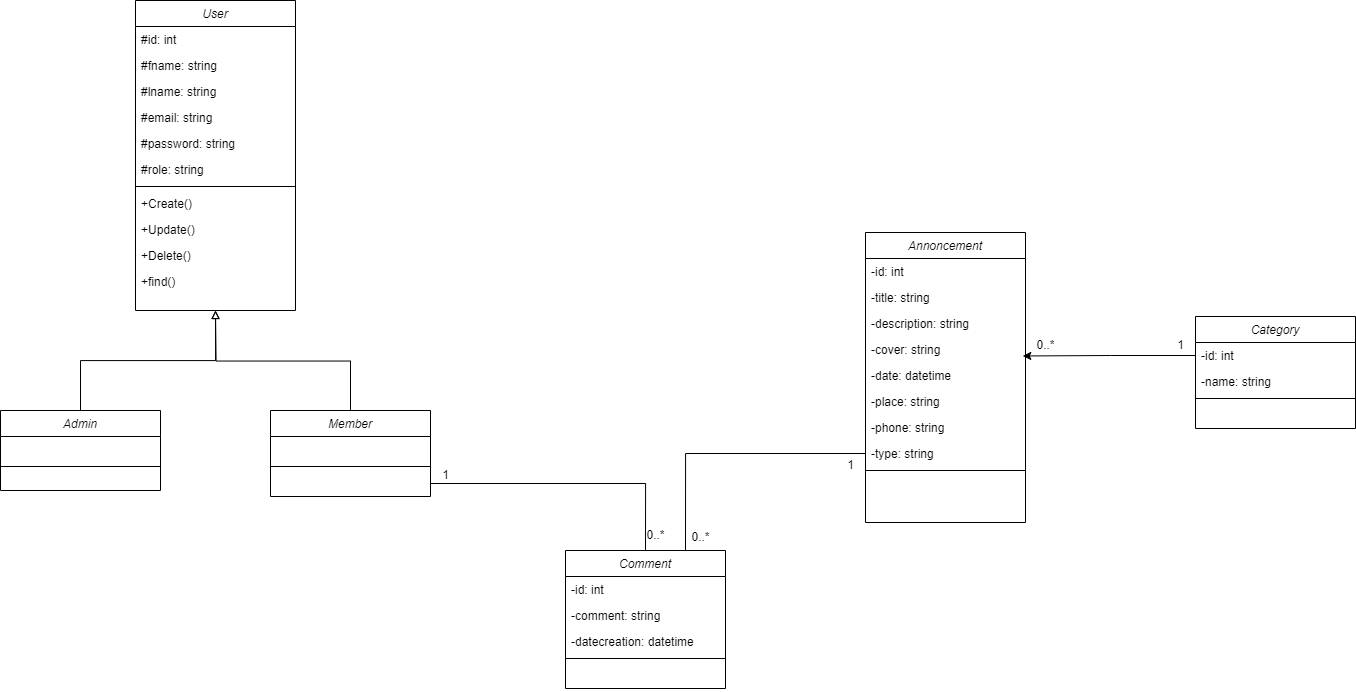 User
#id: int
#fname: string
#lname: string
#email: string
#password: string
#role: string
+Create()
+Update()
+Delete()
+find()
Admin
Member
1
0..*
Comment
-id: int
-comment: string
-datecreation: datetime
0..*
1
Annoncement
-id: int
-title: string
-description: string
-cover: string
-date: datetime
-place: string
-phone: string
-type: string
0..*
1
Category
-id: int
-name: string